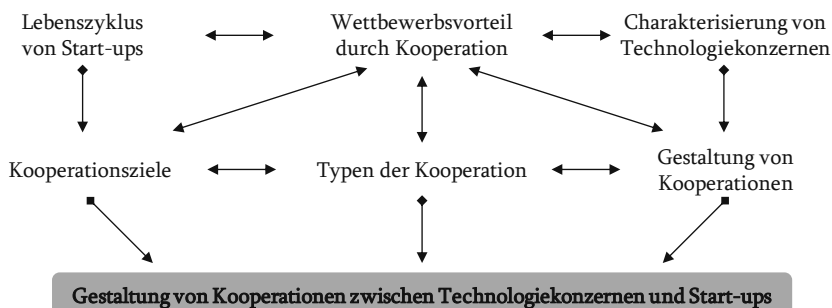 Lebenszyklus
von Start-ups
Wettbewerbsvorteil
durch Kooperation
Charakterisierung von
Technologiekonzernen
Kooperationsziele
Typen der Kooperation
Gestaltung von
Kooperationen
Gestaltung von Kooperationen zwischen Technologiekonzernen und Start-ups